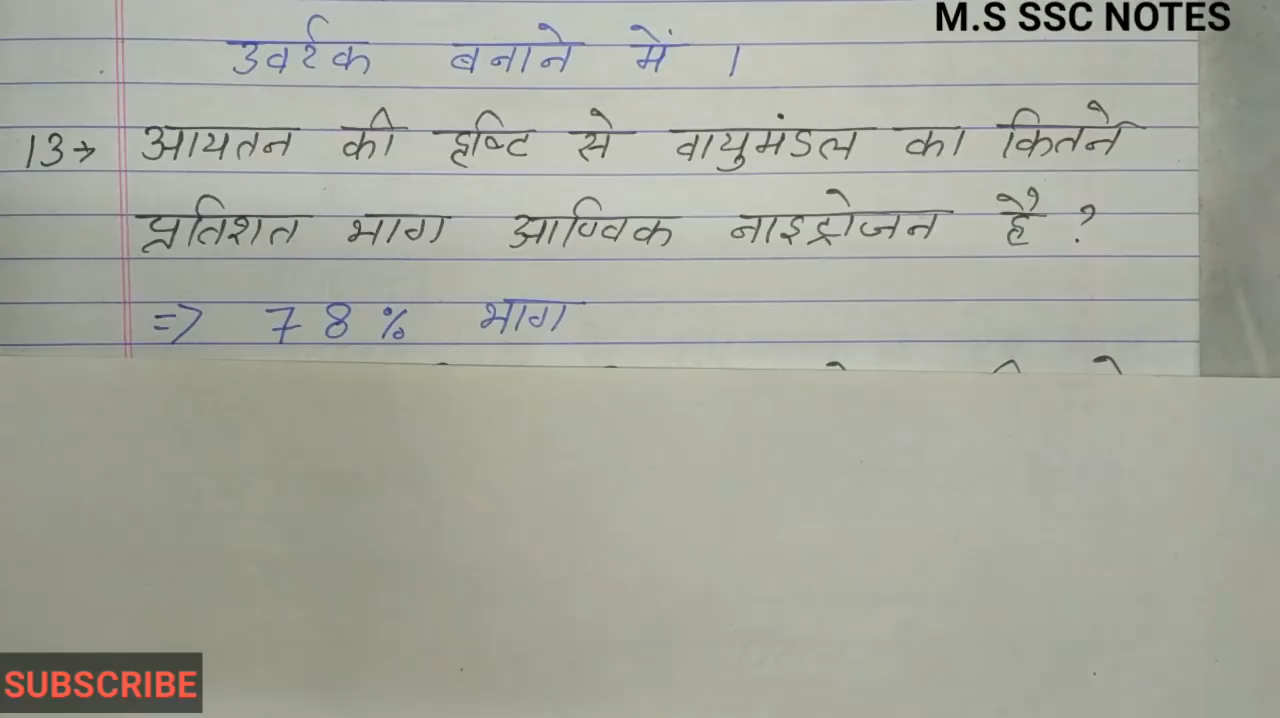 M.S SSC NOTES
उर्वरक बनाने में ।
13→ आयतन की दृष्टि से वायुमंडल का कितने
प्रतिशत भाग आण्विक नाइट्रोजन है ?
=> 78% भाग
SUBSCRIBE